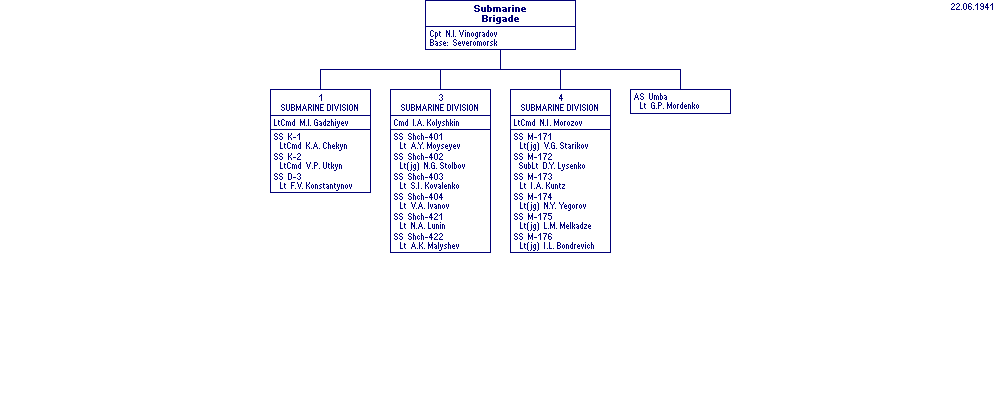 22.06.1941
Submarine
Brigade
Cpt N.I. Vinogradov
Base: Severomorsk
1
SUBMARINE DIVISION
LtCmd M.I. Gadzhiyev
SS K-1
LtCmd K.A. Chekyn
SS K-2
LtCmd V.P. Utkyn
SS D-3
Lt F.V. Konstantynov
3
SUBMARINE DIVISION
Cmd I.A. Kolyshkin
SS Shch-401
Lt A.Y. Moyseyev
SS Shch-402
Lt(jg) N.G. Stolbov
SS Shch-403
Lt S.I. Kovalenko
SS Shch-404
Lt V.A. Ivanov
SS Shch-421
Lt N.A. Lunin
SS Shch-422
Lt A.K. Malyshev
4
SUBMARINE DIVISION
LtCmd N.I. Morozov
SS M-171
Lt(jg) V.G. Starikov
SS M-172
SubLt D.Y. Lysenko
SS M-173
Lt I.A. Kuntz
SS M-174
Lt(jg) N.Y. Yegorov
SS M-175
Lt(jg) L.M. Melkadze
SS M-176
Lt(jg) I.L. Bondrevich
AS Umba
Lt G.P. Mordenko